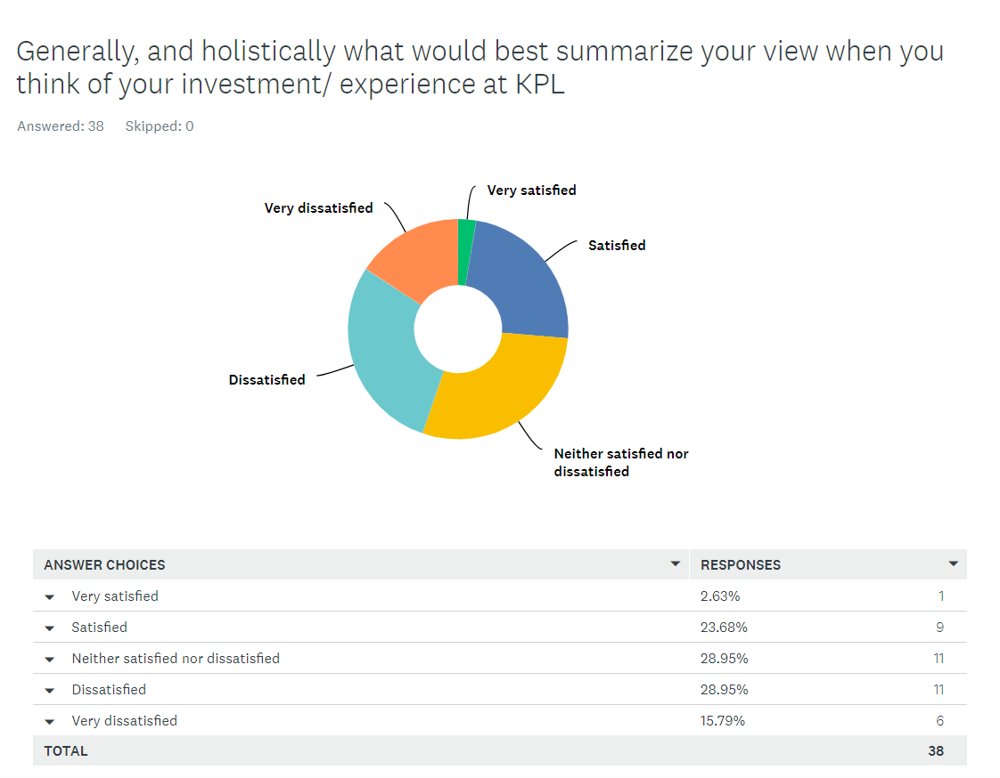 Generally, and holistically what would best summarize your view when you
think of your investment/ experience at KPL
Answered: 38 Skipped: 0
Very satisfied
Very dissatisfied
Satisfied
Dissatisfied
Neither satisfied nor
dissatisfied
ANSWER CHOICES RESPONSES
Very satisfied 2.63% 1
Satisfied 23.68% 9
Neither satisfied nor dissatisfied 28.95% 11
Dissatisfied 28.95% 11
Very dissatisfied 15.79% 6
TOTAL 38